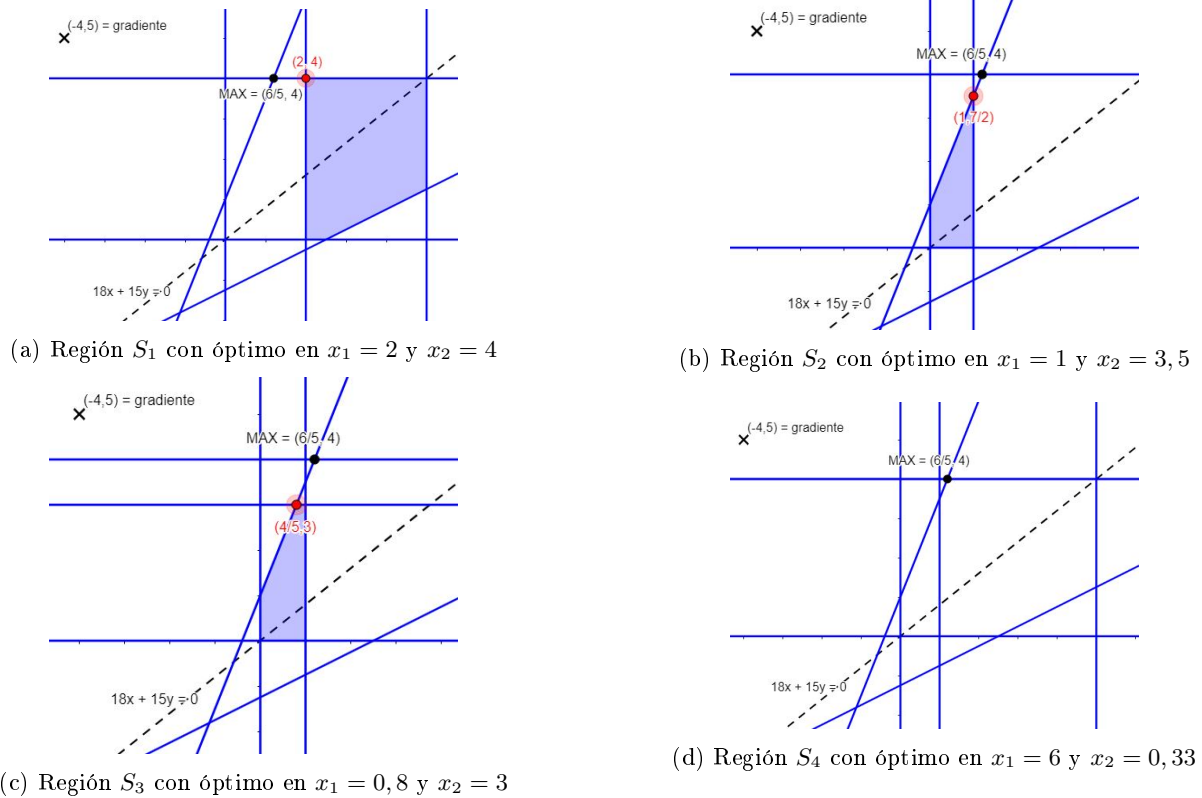 (-4,5) = gradiente
(2, 4)
MAX = (6/5, 4)
18x + 15y = 0
(a) Región S₁ con óptimo en x₁ = 2 y x₂ = 4
(-4,5) = gradiente
MAX = (6/5, 4)
(1,7/2)
18x + 15y = 0
(b) Región S₂ con óptimo en x₁ = 1 y x₂ = 3, 5
(-4,5) = gradiente
MAX = (6/5, 4)
(4/5,3)
18x + 15y = 0
(c) Región S₃ con óptimo en x₁ = 0, 8 y x₂ = 3
(-4,5) = gradiente
MAX = (6/5, 4)
18x + 15y = 0
(d) Región S₄ con óptimo en x₁ = 6 y x₂ = 0, 33